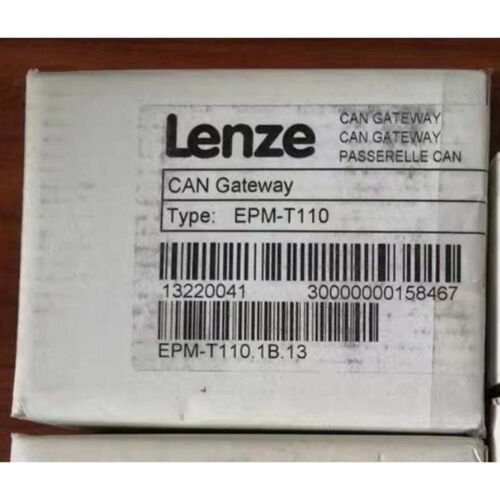 Lenze
CAN GATEWAY
CAN GATEWAY
PASSERELLE CAN
CAN Gateway
Type: EPM-T110
13220041 30000000158467
EPM-T110.1B.13